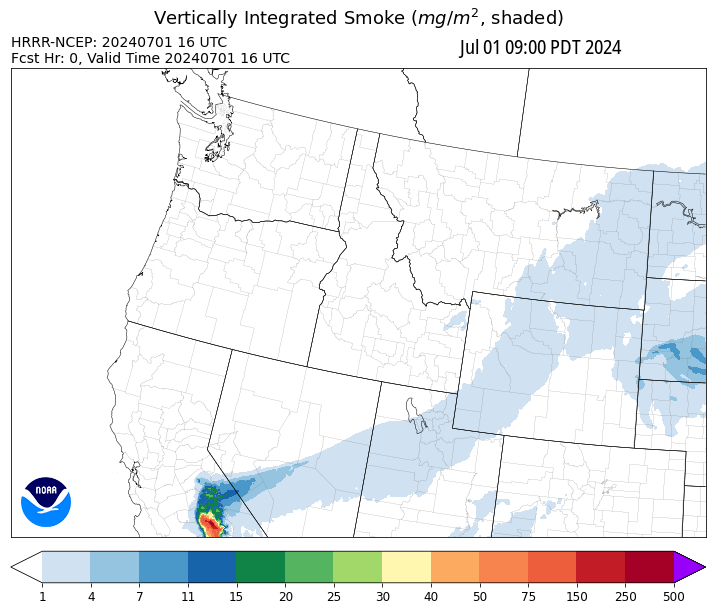 Vertically Integrated Smoke (mg/m², shaded)
HRRR-NCEP: 20240701 16 UTC
Fcst Hr: 0, Valid Time 20240701 16 UTC
Jul 01 09:00 PDT 2024
NOAA
1 4 7 11 15 20 25 30 40 50 75 150 250 500